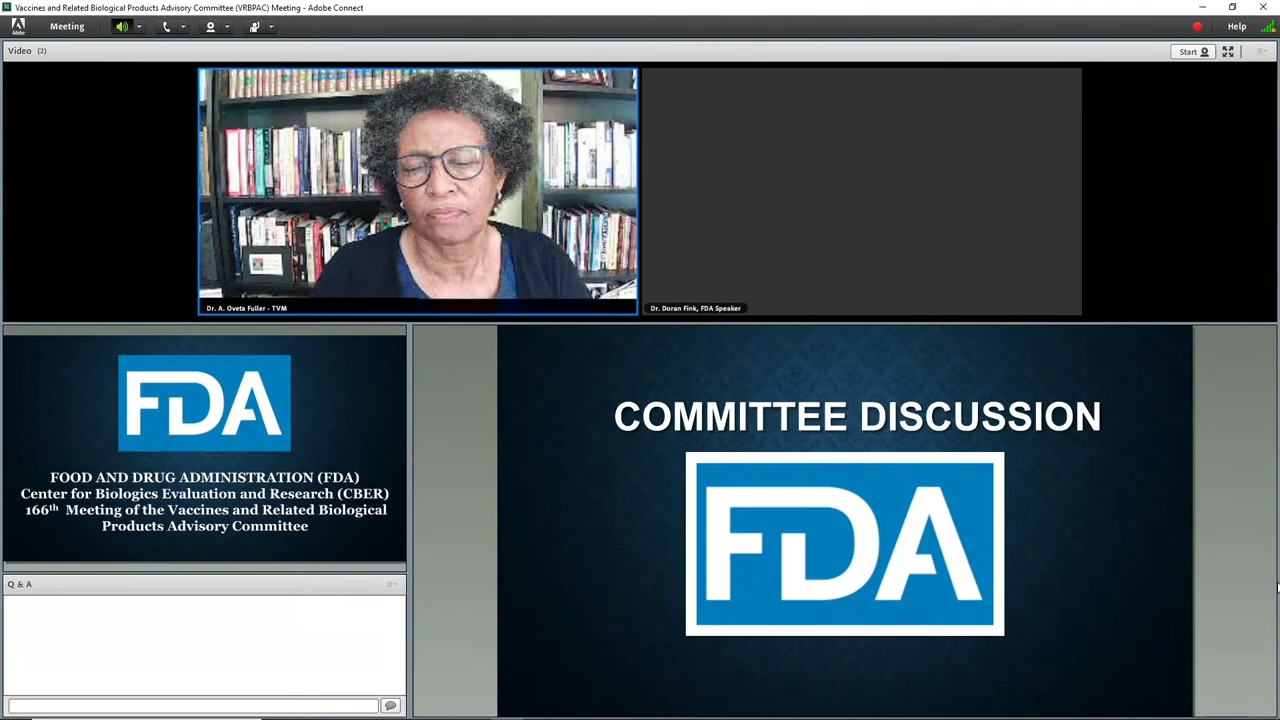 Vaccines and Related Biological Products Advisory Committee (VRBPAC) Meeting - Adobe Connect
Adobe
Meeting
Help
Video (2)
Start
Dr. A. Oveta Fuller - TVM
Dr. Doran Fink, FDA Speaker
FDA
FOOD AND DRUG ADMINISTRATION (FDA)
Center for Biologics Evaluation and Research (CBER)
166th Meeting of the Vaccines and Related Biological
Products Advisory Committee
COMMITTEE DISCUSSION
FDA
Q & A